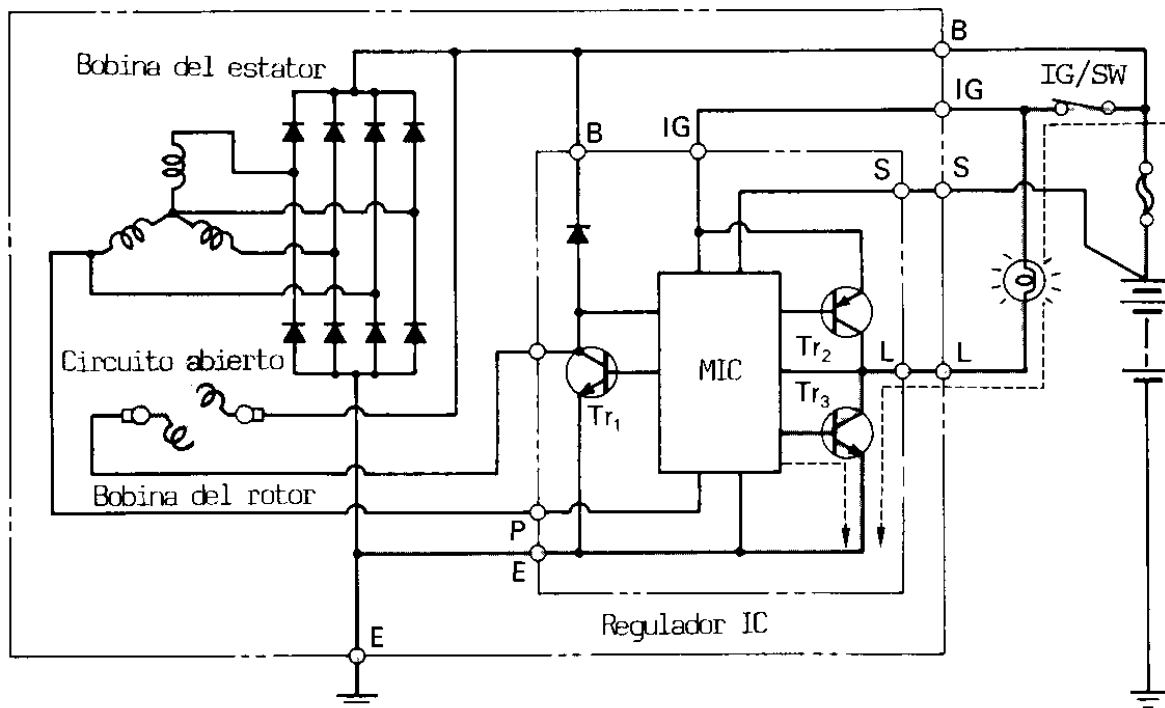 B
Bobina del estator
IG/SW
IG
B
IG
S
S
Circuito abierto
Tr₂
L
L
MIC
Tr₃
Tr₁
Bobina del rotor
P
E
Regulador IC
E